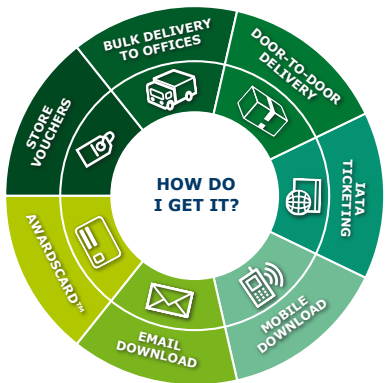 HOW DO
I GET IT?
BULK DELIVERY
TO OFFICES
DOOR-TO-DOOR
DELIVERY
IATA
TICKETING
MOBILE
DOWNLOAD
EMAIL
DOWNLOAD
AWARDSCARD™
STORE
VOUCHERS